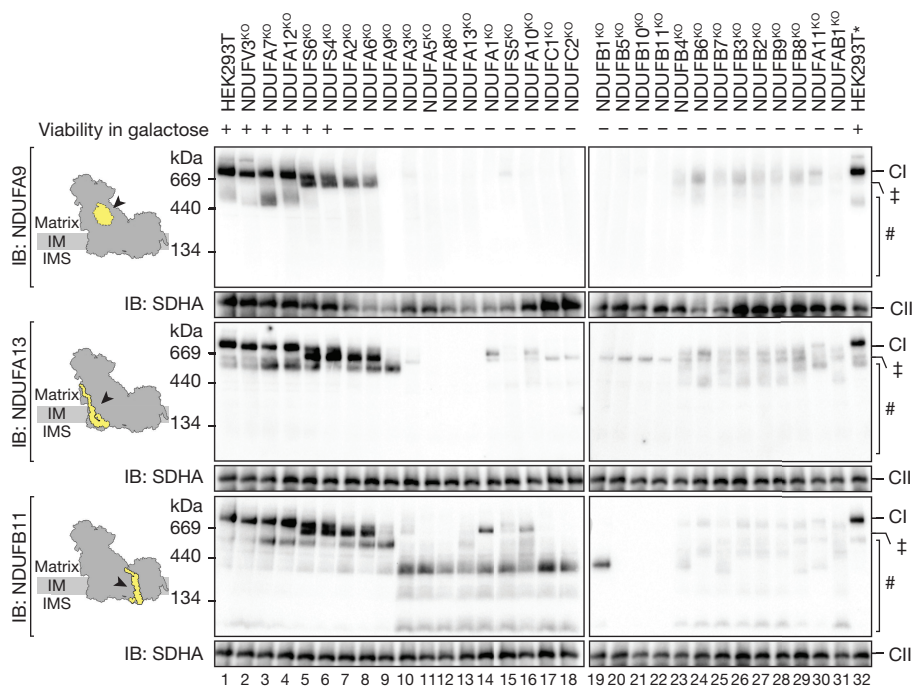 HEK293T
NDUFV3KO
NDUFA7KO
NDUFA12KO
NDUFS6KO
NDUFS4KO
NDUFA2KO
NDUFA6KO
NDUFA9KO
NDUFA3KO
NDUFA5KO
NDUFA8KO
NDUFA13KO
NDUFA1KO
NDUFS5KO
NDUFA10KO
NDUFC1KO
NDUFC2KO
NDUFB1KO
NDUFB5KO
NDUFB10KO
NDUFB11KO
NDUFB4KO
NDUFB6KO
NDUFB7KO
NDUFB3KO
NDUFB2KO
NDUFB9KO
NDUFB8KO
NDUFA11KO
NDUFAB1KO
HEK293T*
Viability in galactose + + + + + + − − − − − − − − − − − − − − − − − − − − − − − − − +
IB: NDUFA9
kDa
669
440
134
Matrix
IM
IMS
CI
‡
#
IB: SDHA
CII
IB: NDUFA13
669
440
134
Matrix
IM
IMS
CI
‡
#
IB: SDHA
CII
IB: NDUFB11
669
440
134
Matrix
IM
IMS
CI
‡
#
IB: SDHA
CII
1 2 3 4 5 6 7 8 9 10 11 12 13 14 15 16 17 18 19 20 21 22 23 24 25 26 27 28 29 30 31 32